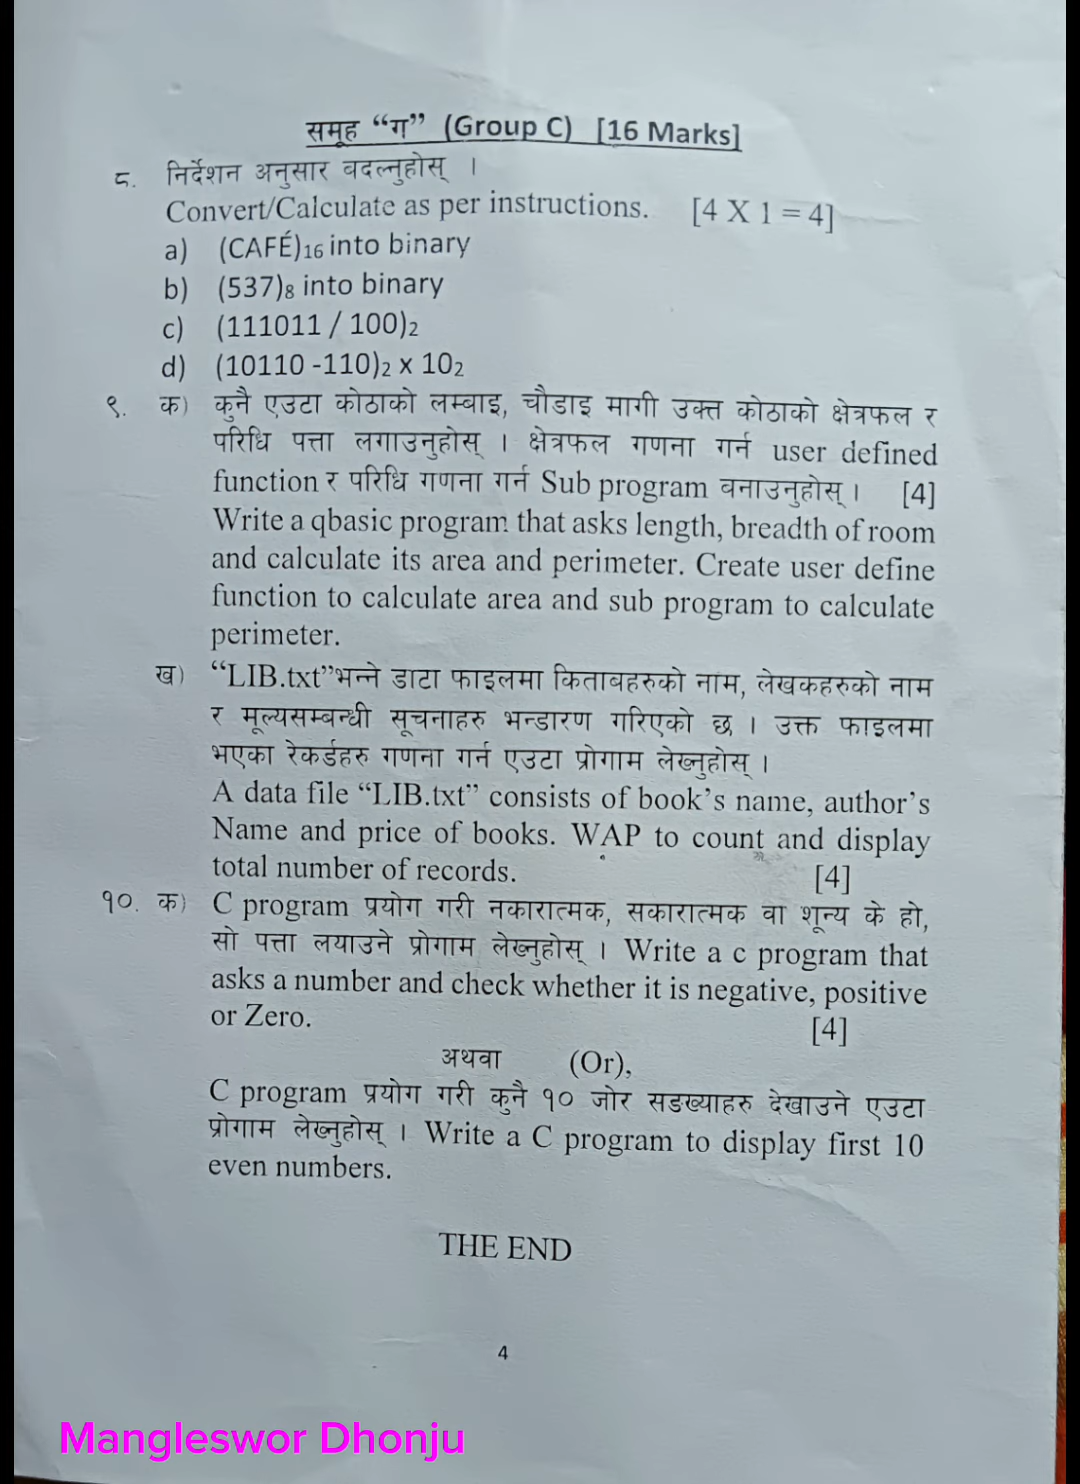 समूह “ग” (Group C) [16 Marks]
८. निर्देशन अनुसार वदल्नुहोस् ।
Convert/Calculate as per instructions. [4 X 1 = 4]
a) (CAFÉ)16 into binary
b) (537)8 into binary
c) (111011 / 100)2
d) (10110 -110)2 x 102
९. क) कुनै एउटा कोठाको लम्बाइ, चौडाइ मागी उक्त कोठाको क्षेत्रफल र
परिधि पत्ता लगाउनुहोस् । क्षेत्रफल गणना गर्न user defined
function र परिधि गणना गर्न Sub program वनाउनुहोस् । [4]
Write a qbasic program that asks length, breadth of room
and calculate its area and perimeter. Create user define
function to calculate area and sub program to calculate
perimeter.
ख) “LIB.txt”भन्ने डाटा फाइलमा किताबहरुको नाम, लेखकहरुको नाम
र मूल्यसम्बन्धी सूचनाहरु भन्डारण गरिएको छ । उक्त फाइलमा
भएका रेकर्डहरु गणना गर्न एउटा प्रोगाम लेख्नुहोस् ।
A data file “LIB.txt” consists of book’s name, author’s
Name and price of books. WAP to count and display
total number of records. [4]
१०. क) C program प्रयोग गरी नकारात्मक, सकारात्मक वा शून्य के हो,
सो पत्ता लयाउने प्रोगाम लेख्नुहोस् । Write a c program that
asks a number and check whether it is negative, positive
or Zero. [4]
अथवा (Or),
C program प्रयोग गरी कुनै १० जोर सङख्याहरु देखाउने एउटा
प्रोगाम लेख्नुहोस् । Write a C program to display first 10
even numbers.
THE END
4
Mangleswor Dhonju